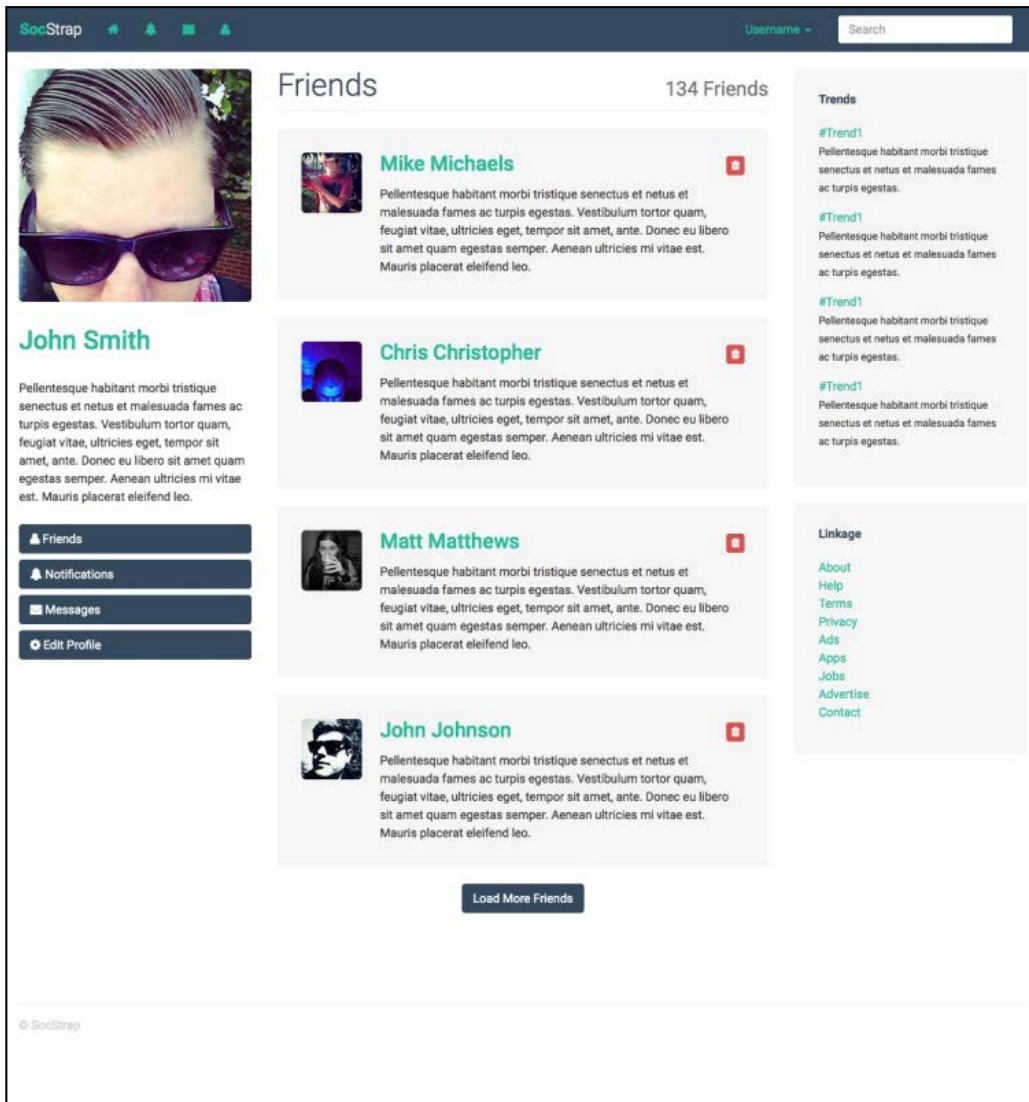 SocStrap
Username
Search
John Smith
Pellentesque habitant morbi tristique
senectus et netus et malesuada fames ac
turpis egestas. Vestibulum tortor quam,
feugiat vitae, ultricies eget, tempor sit
amet, ante. Donec eu libero sit amet quam
egestas semper. Aenean ultricies mi vitae
est. Mauris placerat eleifend leo.
Friends
Notifications
Messages
Edit Profile
Friends
134 Friends
Mike Michaels
Pellentesque habitant morbi tristique senectus et netus et
malesuada fames ac turpis egestas. Vestibulum tortor quam,
feugiat vitae, ultricies eget, tempor sit amet, ante. Donec eu libero
sit amet quam egestas semper. Aenean ultricies mi vitae est.
Mauris placerat eleifend leo.
Chris Christopher
Pellentesque habitant morbi tristique senectus et netus et
malesuada fames ac turpis egestas. Vestibulum tortor quam,
feugiat vitae, ultricies eget, tempor sit amet, ante. Donec eu libero
sit amet quam egestas semper. Aenean ultricies mi vitae est.
Mauris placerat eleifend leo.
Matt Matthews
Pellentesque habitant morbi tristique senectus et netus et
malesuada fames ac turpis egestas. Vestibulum tortor quam,
feugiat vitae, ultricies eget, tempor sit amet, ante. Donec eu libero
sit amet quam egestas semper. Aenean ultricies mi vitae est.
Mauris placerat eleifend leo.
John Johnson
Pellentesque habitant morbi tristique senectus et netus et
malesuada fames ac turpis egestas. Vestibulum tortor quam,
feugiat vitae, ultricies eget, tempor sit amet, ante. Donec eu libero
sit amet quam egestas semper. Aenean ultricies mi vitae est.
Mauris placerat eleifend leo.
Load More Friends
Trends
#Trend1
Pellentesque habitant morbi tristique
senectus et netus et malesuada fames
ac turpis egestas.
#Trend1
Pellentesque habitant morbi tristique
senectus et netus et malesuada fames
ac turpis egestas.
#Trend1
Pellentesque habitant morbi tristique
senectus et netus et malesuada fames
ac turpis egestas.
#Trend1
Pellentesque habitant morbi tristique
senectus et netus et malesuada fames
ac turpis egestas.
Linkage
About
Help
Terms
Privacy
Ads
Apps
Jobs
Advertise
Contact
© SocStrap